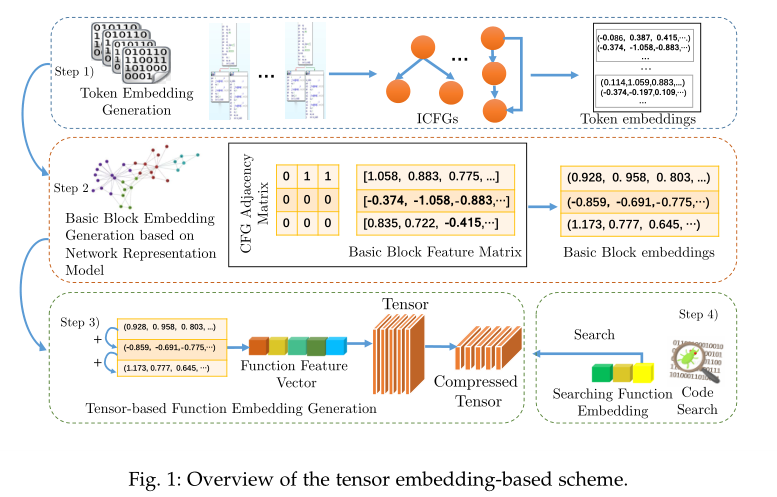 010110
110011
101000
0001
Step 1)
Token Embedding
Generation
...
...
ICFGs
(-0.086, 0.387, 0.415,···)
(-0.374, -1.058,-0.883,···)
...
...
(0.114,1.059,0.883,...)
(-0.374,-0.197,0.109,···)
...
Token embeddings
Step 2
Basic Block Embedding
Generation based on
Network Representation
Model
CFG Adjacency
Matrix
0 1 1
0 0 0
0 0 0
[1.058, 0.883, 0.775, ...]
[-0.374, -1.058,-0.883,···]
[0.835, 0.722, -0.415,···]
Basic Block Feature Matrix
(0.928, 0. 958, 0. 803, ···)
(-0.859, -0.691,-0.775,···)
(1.173, 0.777, 0.645, ···)
Basic Block embeddings
Step 3)
+
+
(0.928, 0. 958, 0. 803, ...)
(-0.859, -0.691,-0.775,···)
(1.173, 0.777, 0.645, ···)
Function Feature
Vector
Tensor
Compressed
Tensor
Tensor-based Function Embedding Generation
Step 4)
Search
Searching Function
Embedding
Code
Search
Fig. 1: Overview of the tensor embedding-based scheme.